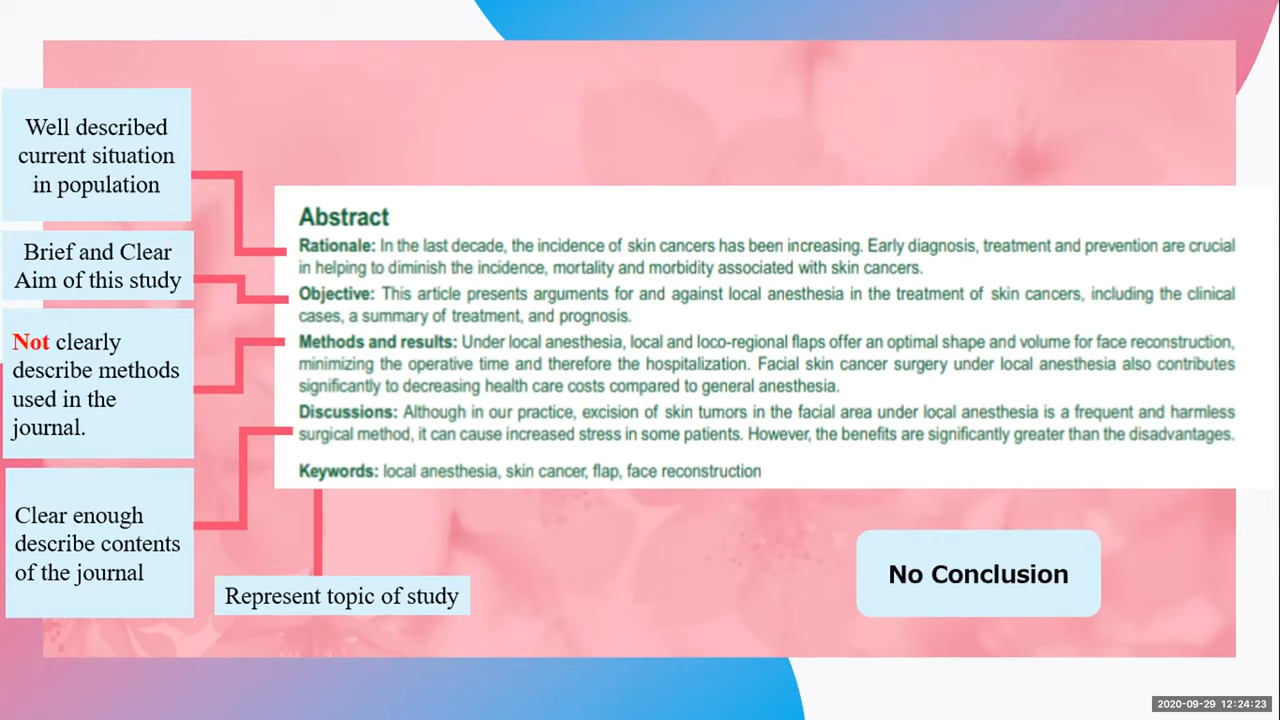 Well described
current situation
in population
Brief and Clear
Aim of this study
Not clearly
describe methods
used in the
journal.
Clear enough
describe contents
of the journal
Abstract
Rationale: In the last decade, the incidence of skin cancers has been increasing. Early diagnosis, treatment and prevention are crucial
in helping to diminish the incidence, mortality and morbidity associated with skin cancers.
Objective: This article presents arguments for and against local anesthesia in the treatment of skin cancers, including the clinical
cases, a summary of treatment, and prognosis.
Methods and results: Under local anesthesia, local and loco-regional flaps offer an optimal shape and volume for face reconstruction,
minimizing the operative time and therefore the hospitalization. Facial skin cancer surgery under local anesthesia also contributes
significantly to decreasing health care costs compared to general anesthesia.
Discussions: Although in our practice, excision of skin tumors in the facial area under local anesthesia is a frequent and harmless
surgical method, it can cause increased stress in some patients. However, the benefits are significantly greater than the disadvantages.
Keywords: local anesthesia, skin cancer, flap, face reconstruction
Represent topic of study
No Conclusion
2020-09-29 12:24:23